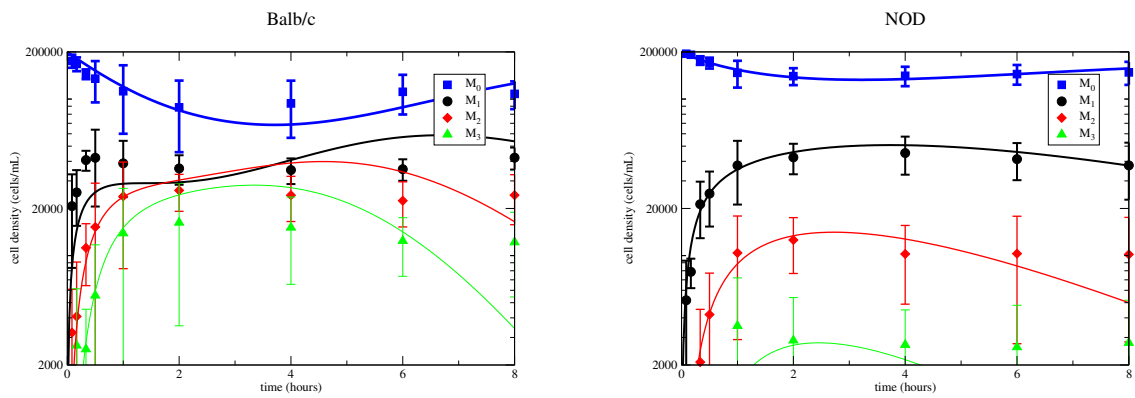 Balb/c
200000
20000
2000
cell density (cells/mL)
M0
M1
M2
M3
0
2
4
6
8
time (hours)
NOD
200000
20000
2000
cell density (cells/mL)
M0
M1
M2
M3
0
2
4
6
8
time (hours)